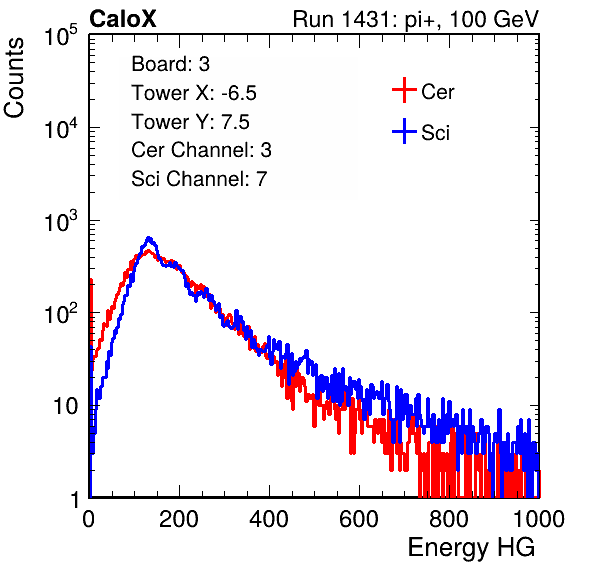 CaloX Run 1431: pi+, 100 GeV
Counts
Board: 3
Tower X: -6.5
Tower Y: 7.5
Cer Channel: 3
Sci Channel: 7
Cer
Sci
10^5
10^4
10^3
10^2
10
1
0 200 400 600 800 1000
Energy HG